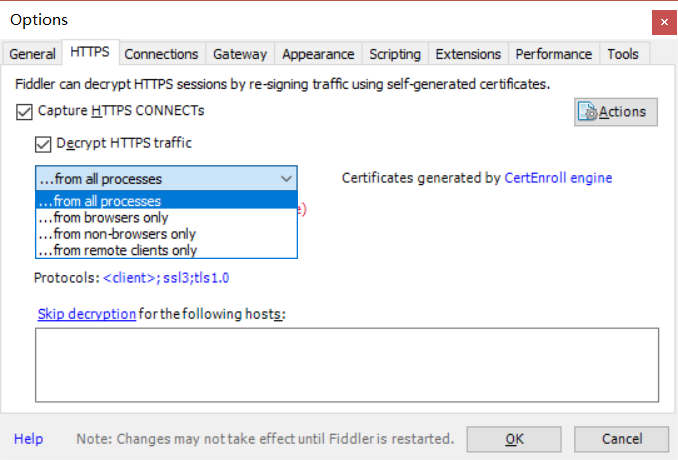 Options
General HTTPS Connections Gateway Appearance Scripting Extensions Performance Tools
Fiddler can decrypt HTTPS sessions by re-signing traffic using self-generated certificates.
Capture HTTPS CONNECTs
Actions
Decrypt HTTPS traffic
...from all processes
Certificates generated by CertEnroll engine
...from all processes
...from browsers only
...from non-browsers only
...from remote clients only
Protocols: <client>; ssl3;tls1.0
Skip decryption for the following hosts:
Help Note: Changes may not take effect until Fiddler is restarted. OK Cancel